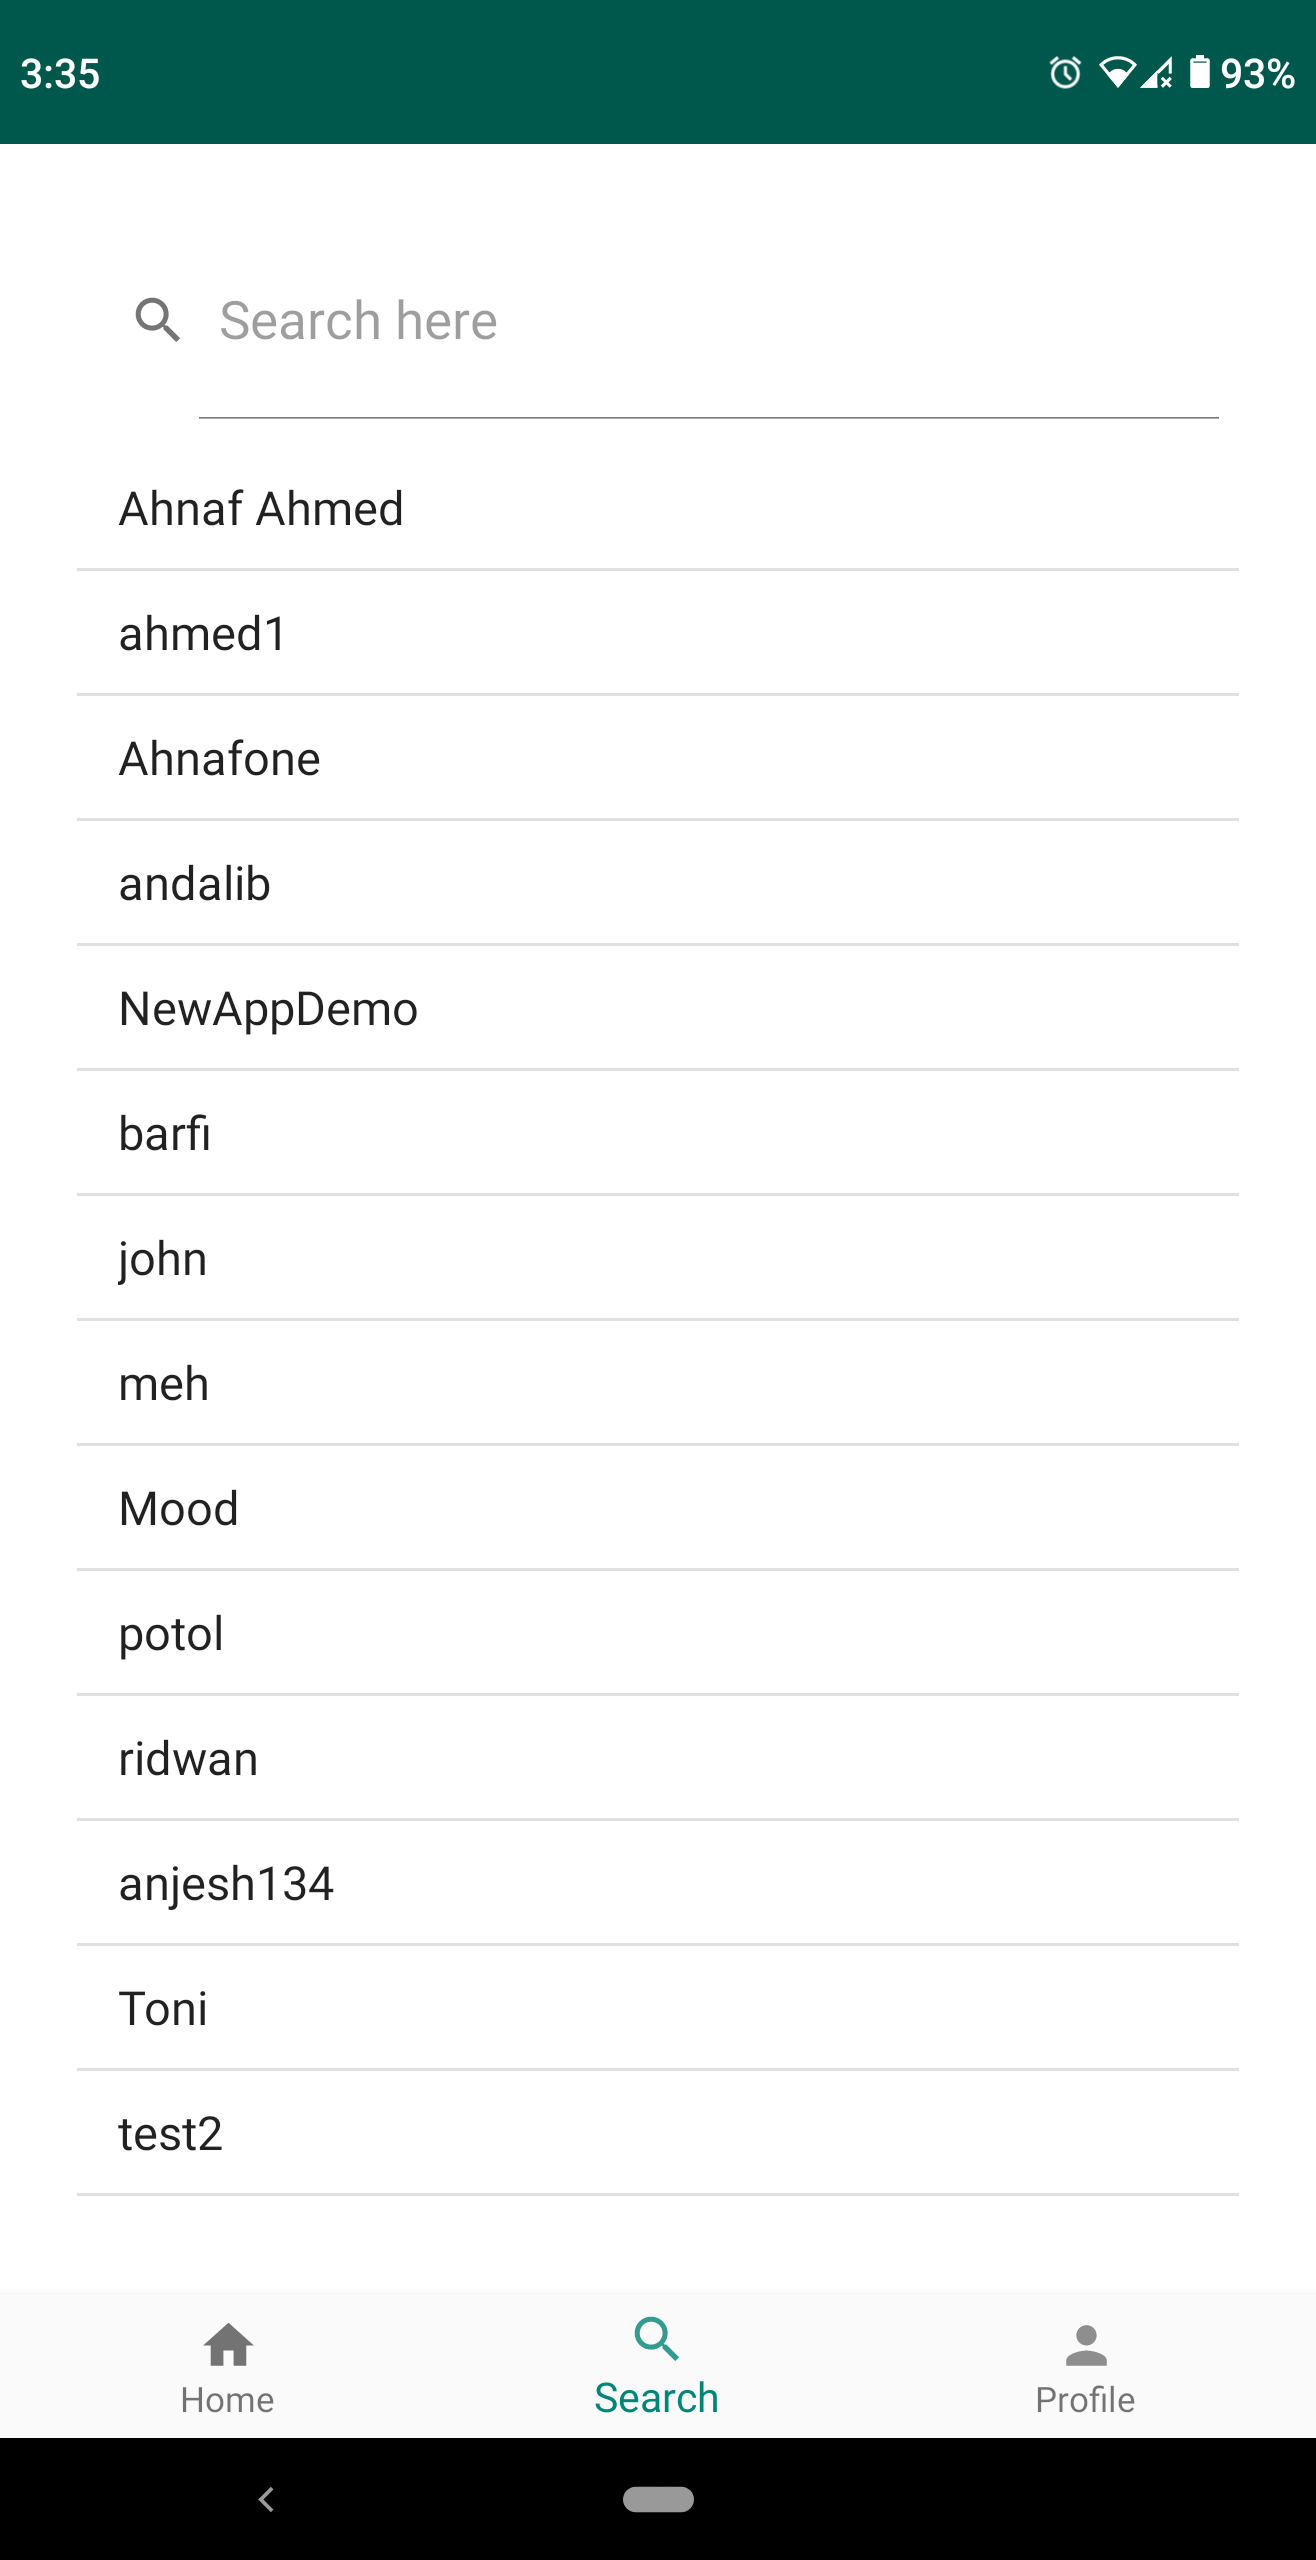 3:35
93%
Search here
Ahnaf Ahmed
ahmed1
Ahnafone
andalib
NewAppDemo
barfi
john
meh
Mood
potol
ridwan
anjesh134
Toni
test2
Home
Search
Profile